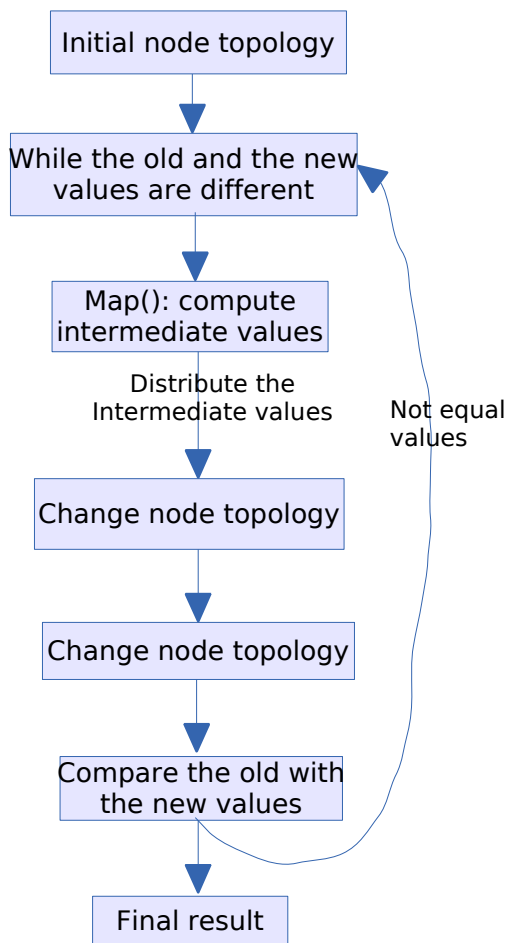 Initial node topology
While the old and the new
values are different
Map(): compute
intermediate values
Distribute the
Intermediate values
Not equal
values
Change node topology
Change node topology
Compare the old with
the new values
Final result